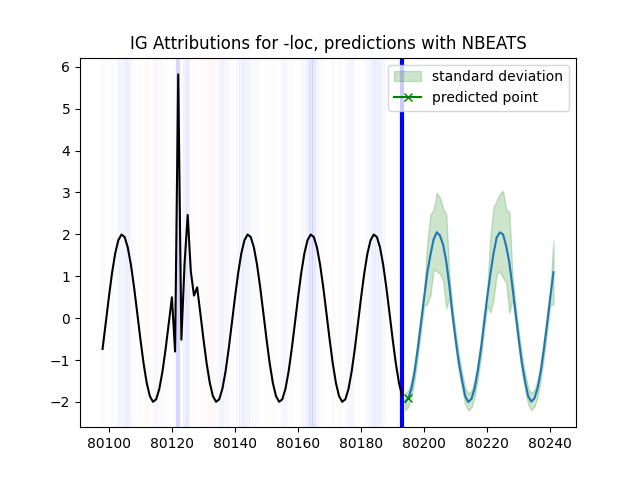 IG Attributions for -loc, predictions with NBEATS
standard deviation
predicted point
6
5
4
3
2
1
0
−1
−2
80100 80120 80140 80160 80180 80200 80220 80240